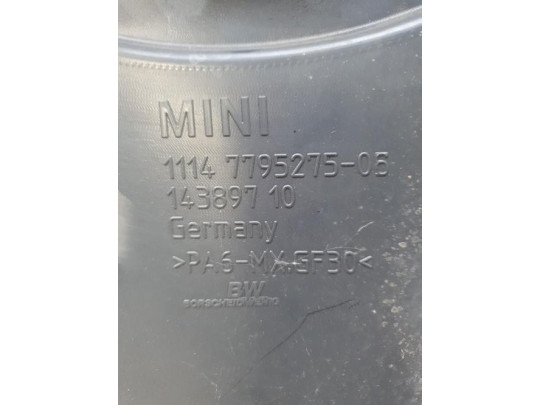 MINI
1114 7795275-05
143897 10
Germany
>PA6-MX.GF30<
BW